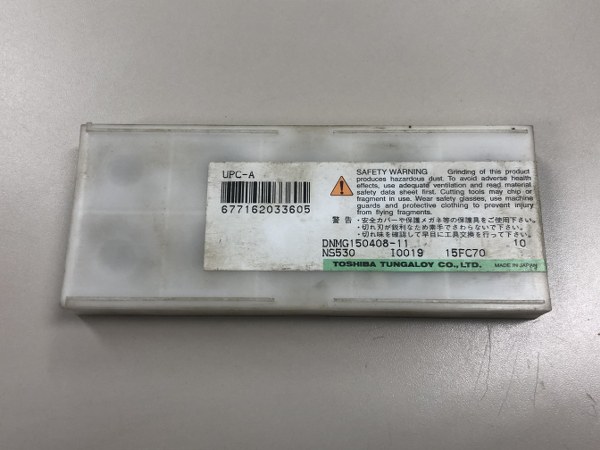 UPC-A
677162033605
SAFETY WARNING Grinding of this product
produces hazardous dust. To avoid adverse health
effects, use adequate ventilation and read material
safety data sheet first. Cutting tools may chip or
fragment in use. Wear safety glasses, use machine
guards and protective clothing to prevent injury
from flying fragments.
警告・安全カバーや保護メガネ等の保護具をご使用下さい。
・切れ刃が鋭利なため素手でさわらないで下さい。
・切れ味を確認して早目に工具交換を行って下さい。
DNMG150408-11 10
NS530 I0019 15FC70
TOSHIBA TUNGALOY CO., LTD. MADE IN JAPAN